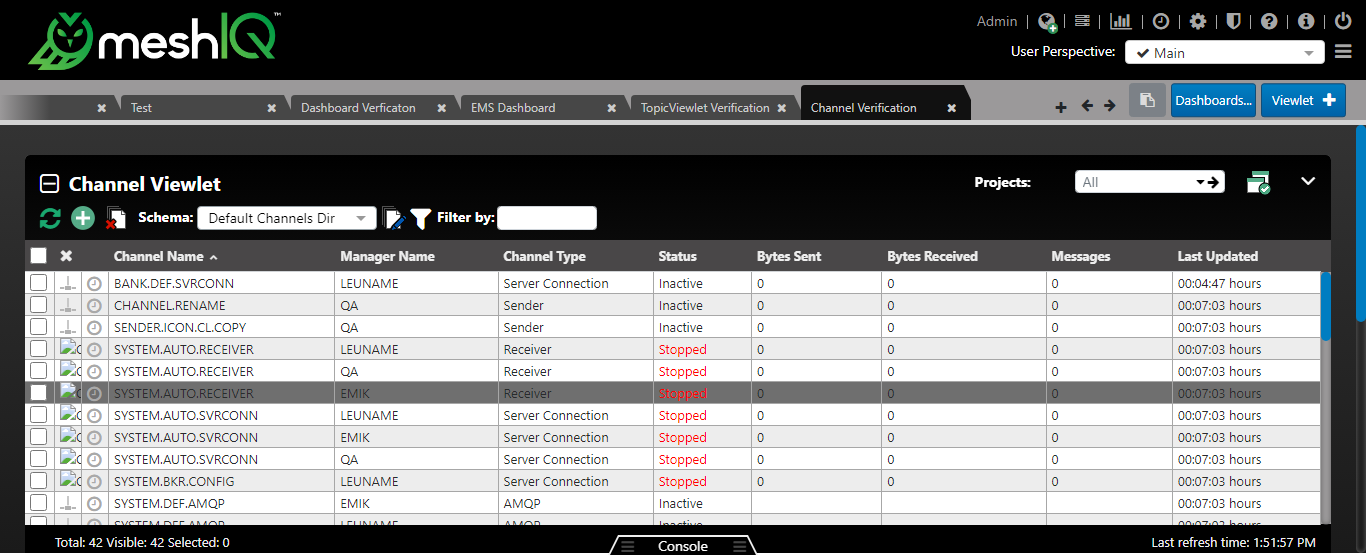 meshIQ™
Admin
User Perspective: Main
Test Dashboard Verficaton EMS Dashboard TopicViewlet Verification Channel Verification Dashboards... Viewlet
Channel Viewlet Projects: All
Schema: Default Channels Dir Filter by:
Channel Name Manager Name Channel Type Status Bytes Sent Bytes Received Messages Last Updated
BANK.DEF.SVRCONN LEUNAME Server Connection Inactive 0 0 0 00:04:47 hours
CHANNEL.RENAME QA Sender Inactive 0 0 0 00:07:03 hours
SENDER.ICON.CL.COPY QA Sender Inactive 0 0 0 00:07:03 hours
SYSTEM.AUTO.RECEIVER LEUNAME Receiver Stopped 0 0 0 00:07:03 hours
SYSTEM.AUTO.RECEIVER QA Receiver Stopped 0 0 0 00:07:03 hours
SYSTEM.AUTO.RECEIVER EMIK Receiver Stopped 0 0 0 00:07:03 hours
SYSTEM.AUTO.SVRCONN LEUNAME Server Connection Stopped 0 0 0 00:07:03 hours
SYSTEM.AUTO.SVRCONN EMIK Server Connection Stopped 0 0 0 00:07:03 hours
SYSTEM.AUTO.SVRCONN QA Server Connection Stopped 0 0 0 00:07:03 hours
SYSTEM.BKR.CONFIG LEUNAME Server Connection Stopped 0 0 0 00:07:03 hours
SYSTEM.DEF.AMQP EMIK AMQP Inactive 00:07:03 hours
SYSTEM.DEF.AMQP LEUNAME AMQP Inactive 00:07:03 hours
Total: 42 Visible: 42 Selected: 0 Console Last refresh time: 1:51:57 PM